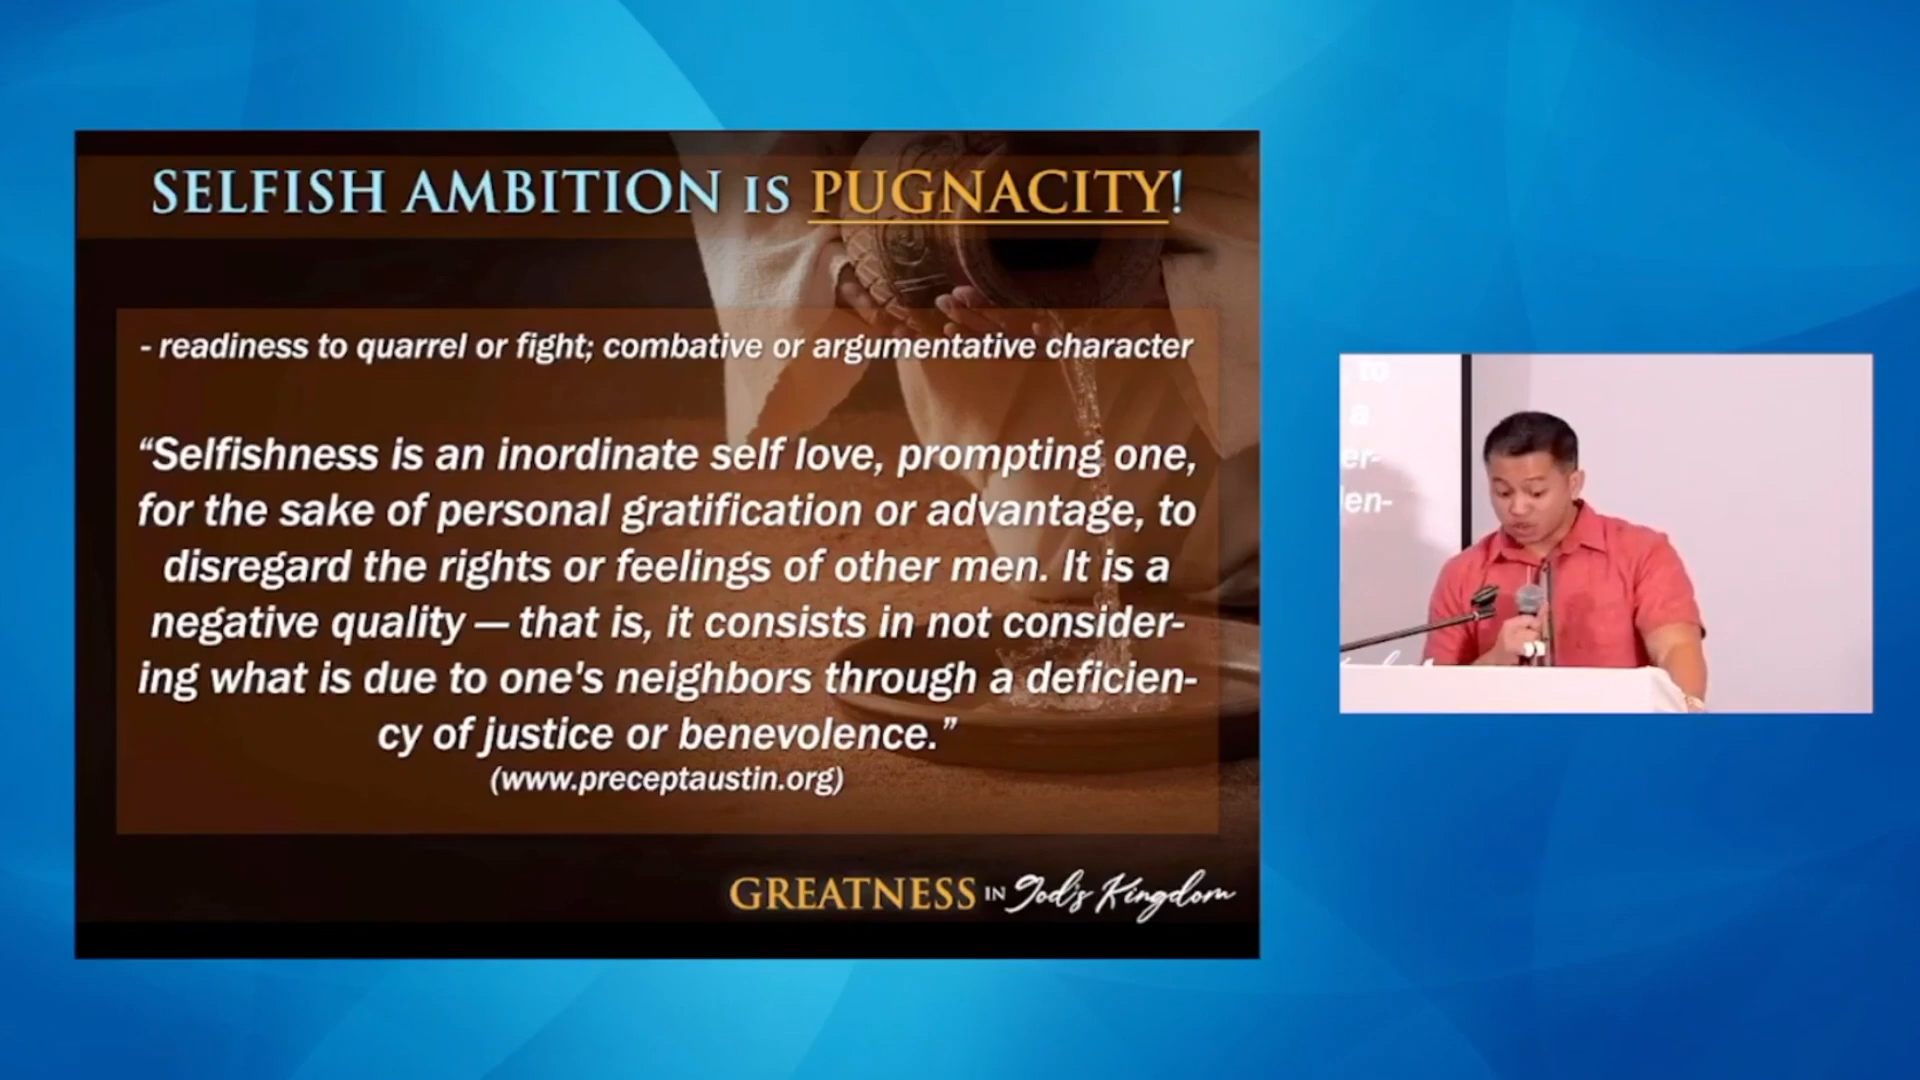 SELFISH AMBITION IS PUGNACITY!
- readiness to quarrel or fight; combative or argumentative character
“Selfishness is an inordinate self love, prompting one,
for the sake of personal gratification or advantage, to
disregard the rights or feelings of other men. It is a
negative quality — that is, it consists in not consider-
ing what is due to one's neighbors through a deficien-
cy of justice or benevolence.”
(www.preceptaustin.org)
GREATNESS IN God's Kingdom
to
a
er-
en-